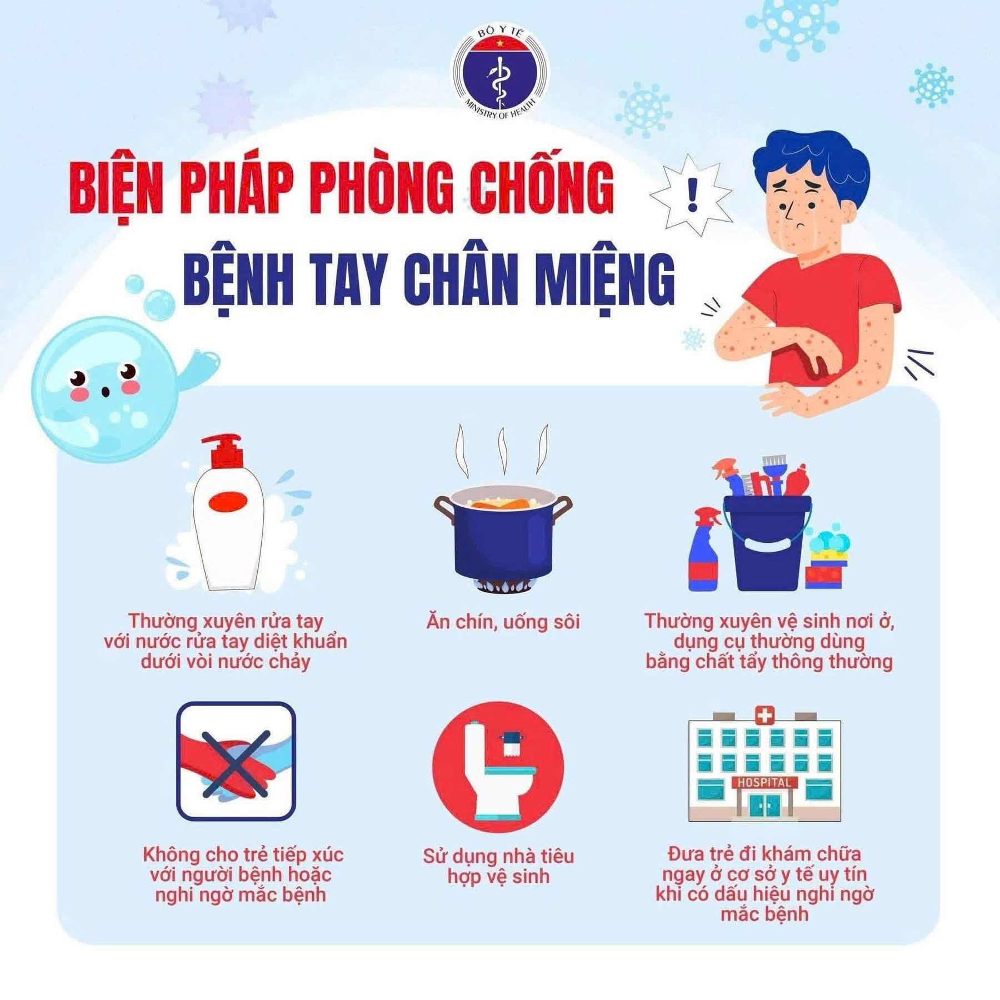 BỘ Y TẾ
MINISTRY OF HEALTH
BIỆN PHÁP PHÒNG CHỐNG
!
BỆNH TAY CHÂN MIỆNG
Thường xuyên rửa tay
với nước rửa tay diệt khuẩn
dưới vòi nước chảy
Ăn chín, uống sôi
Thường xuyên vệ sinh nơi ở,
dụng cụ thường dùng
bằng chất tẩy thông thường
HOSPITAL
Không cho trẻ tiếp xúc
với người bệnh hoặc
nghi ngờ mắc bệnh
Sử dụng nhà tiêu
hợp vệ sinh
Đưa trẻ đi khám chữa
ngay ở cơ sở y tế uy tín
khi có dấu hiệu nghi ngờ
mắc bệnh